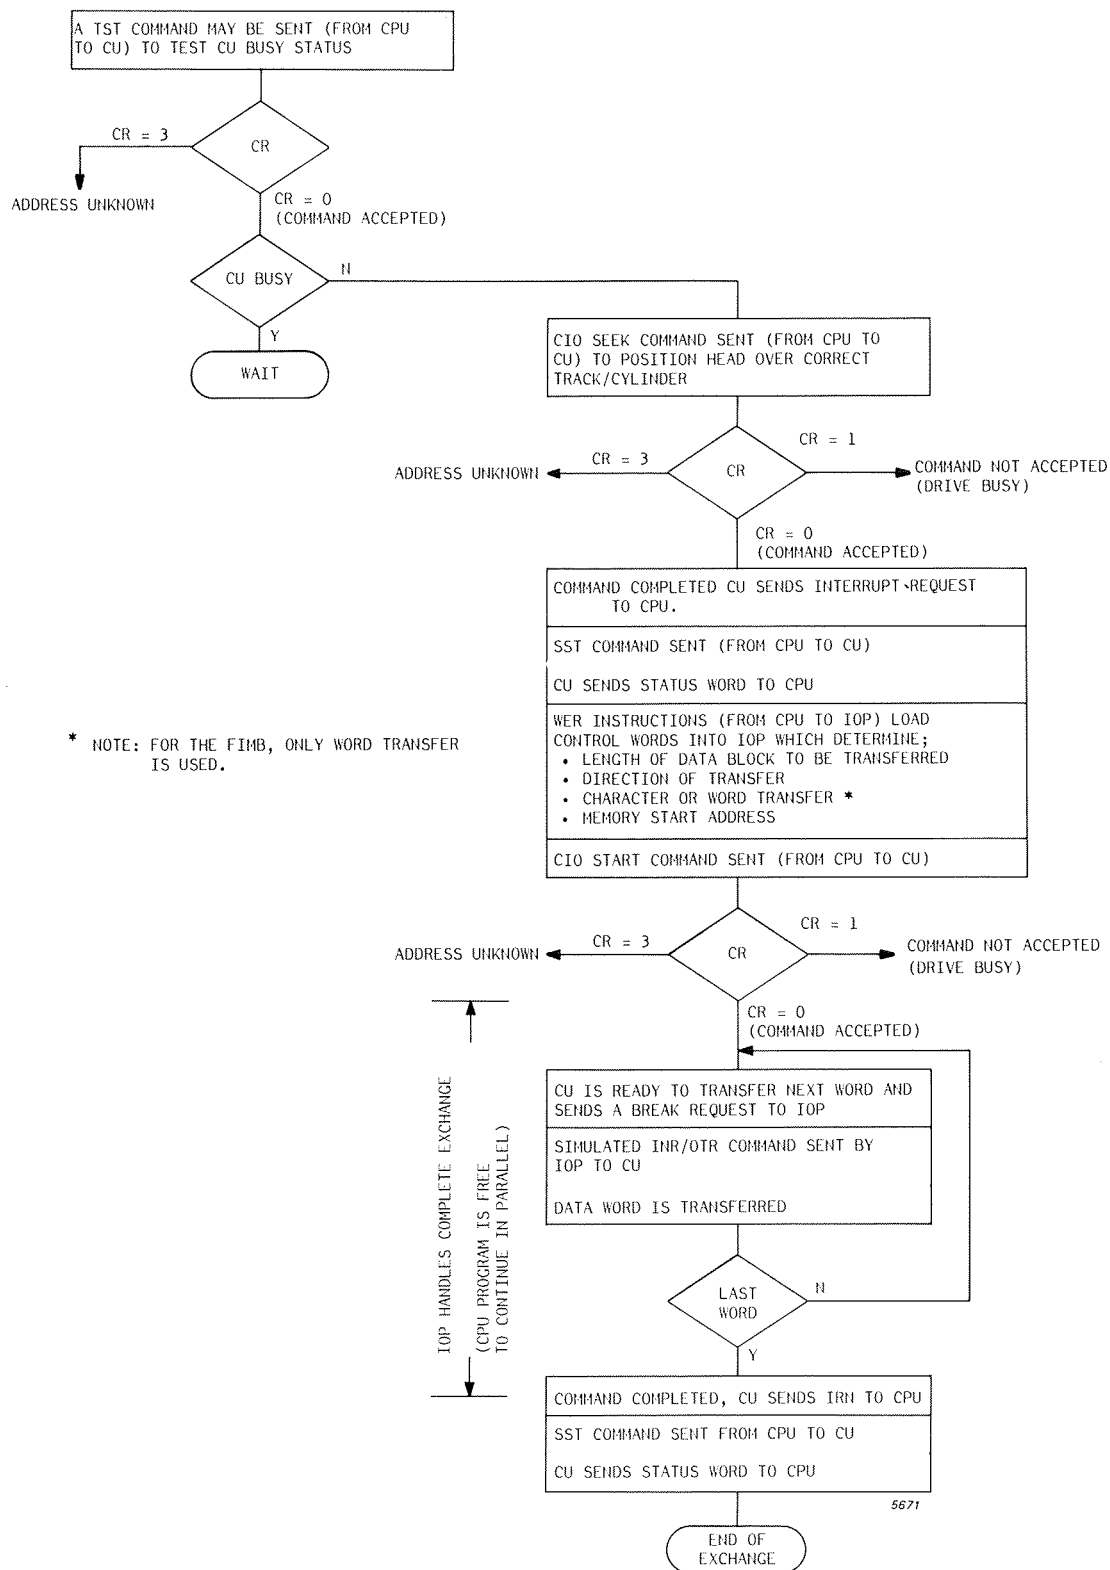 A TST COMMAND MAY BE SENT (FROM CPU
TO CU) TO TEST CU BUSY STATUS
CR = 3
CR
ADDRESS UNKNOWN
CR = 0
(COMMAND ACCEPTED)
CU BUSY
N
Y
WAIT
CIO SEEK COMMAND SENT (FROM CPU TO
CU) TO POSITION HEAD OVER CORRECT
TRACK/CYLINDER
CR = 1
ADDRESS UNKNOWN
CR = 3
CR
COMMAND NOT ACCEPTED
(DRIVE BUSY)
CR = 0
(COMMAND ACCEPTED)
COMMAND COMPLETED CU SENDS INTERRUPT REQUEST
TO CPU.
SST COMMAND SENT (FROM CPU TO CU)
CU SENDS STATUS WORD TO CPU
WER INSTRUCTIONS (FROM CPU TO IOP) LOAD
CONTROL WORDS INTO IOP WHICH DETERMINE;
• LENGTH OF DATA BLOCK TO BE TRANSFERRED
• DIRECTION OF TRANSFER
• CHARACTER OR WORD TRANSFER *
• MEMORY START ADDRESS
* NOTE: FOR THE FIMB, ONLY WORD TRANSFER
IS USED.
CIO START COMMAND SENT (FROM CPU TO CU)
CR = 1
ADDRESS UNKNOWN
CR = 3
CR
COMMAND NOT ACCEPTED
(DRIVE BUSY)
CR = 0
(COMMAND ACCEPTED)
IOP HANDLES COMPLETE EXCHANGE
(CPU PROGRAM IS FREE
TO CONTINUE IN PARALLEL)
CU IS READY TO TRANSFER NEXT WORD AND
SENDS A BREAK REQUEST TO IOP
SIMULATED INR/OTR COMMAND SENT BY
IOP TO CU
DATA WORD IS TRANSFERRED
LAST
WORD
N
Y
COMMAND COMPLETED, CU SENDS IRN TO CPU
SST COMMAND SENT FROM CPU TO CU
CU SENDS STATUS WORD TO CPU
5671
END OF
EXCHANGE